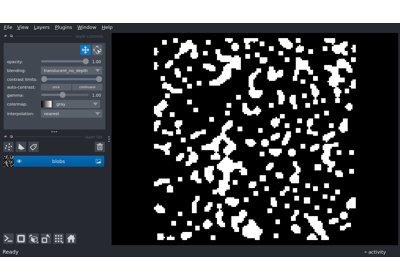 File View Layers Plugins Window Help
opacity: 1.00
blending: translucent_no_depth
contrast limits:
auto-contrast: once continuous
gamma: 1.00
colormap: gray
interpolation: nearest
blobs
Ready
activity